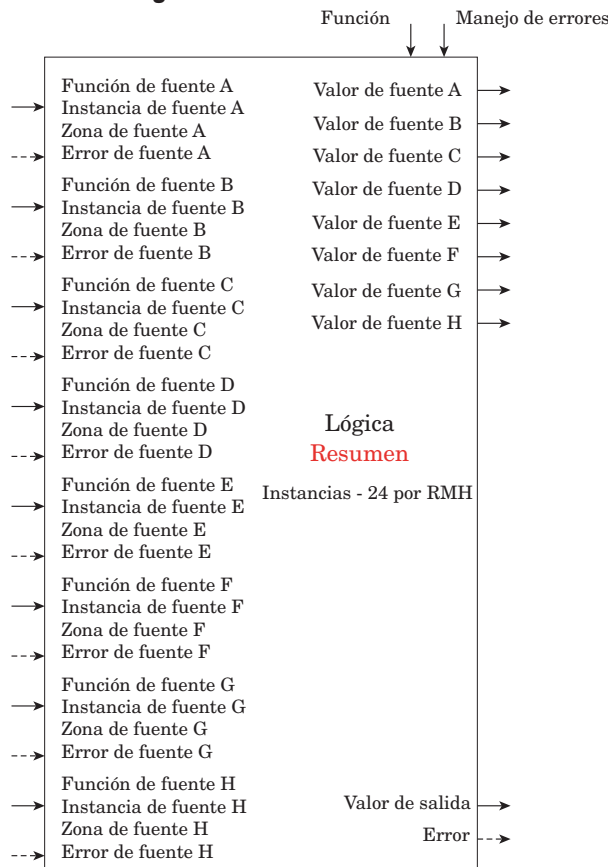 Función
Manejo de errores
Función de fuente A
Instancia de fuente A
Zona de fuente A
Error de fuente A
Función de fuente B
Instancia de fuente B
Zona de fuente B
Error de fuente B
Función de fuente C
Instancia de fuente C
Zona de fuente C
Error de fuente C
Función de fuente D
Instancia de fuente D
Zona de fuente D
Error de fuente D
Función de fuente E
Instancia de fuente E
Zona de fuente E
Error de fuente E
Función de fuente F
Instancia de fuente F
Zona de fuente F
Error de fuente F
Función de fuente G
Instancia de fuente G
Zona de fuente G
Error de fuente G
Función de fuente H
Instancia de fuente H
Zona de fuente H
Error de fuente H
Valor de fuente A
Valor de fuente B
Valor de fuente C
Valor de fuente D
Valor de fuente E
Valor de fuente F
Valor de fuente G
Valor de fuente H
Lógica
Resumen
Instancias - 24 por RMH
Valor de salida
Error